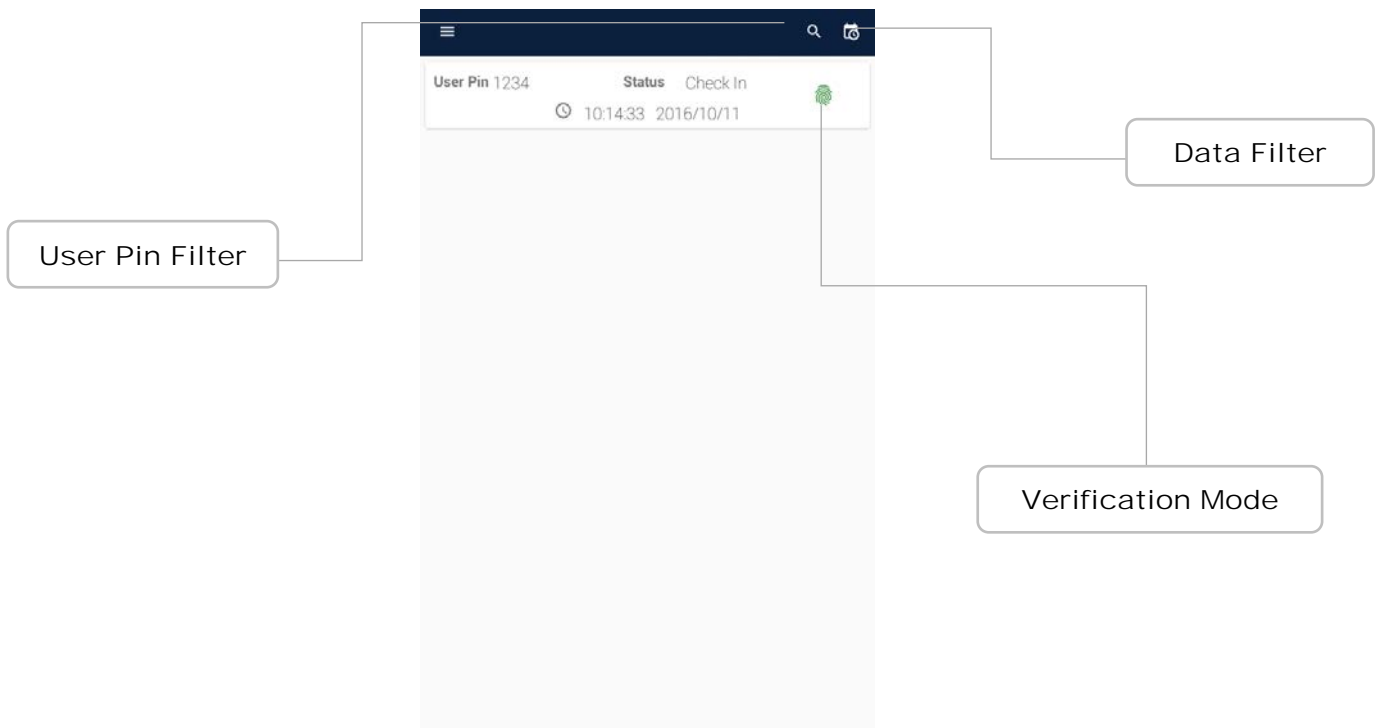 User Pin 1234 Status Check In
10:14:33 2016/10/11
Data Filter
User Pin Filter
Verification Mode